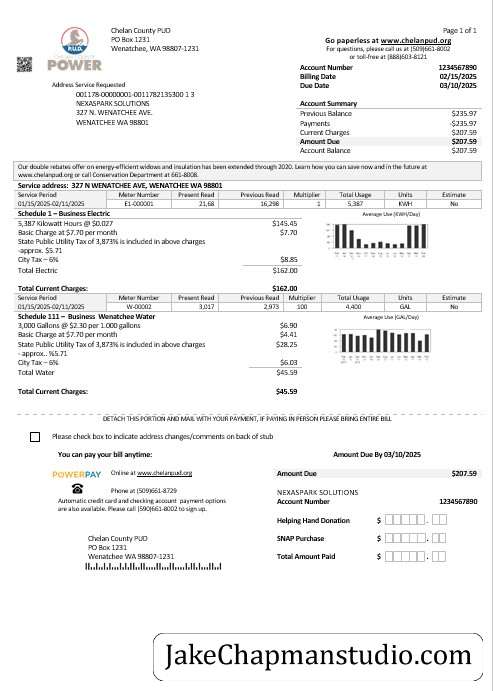 Chelan County PUD
PO Box 1231
Wenatchee, WA 98807-1231
Page 1 of 1
Go paperless at www.chelanpud.org
For questions, please call us at (509)661-8002
or toll-free at (888)603-8121
P.U.D.
POWER
Account Number 1234567890
Billing Date 02/15/2025
Due Date 03/10/2025
Address Service Requested
001178-00000001-0011782135300 1 3
NEXASPARK SOLUTIONS
327 N. WENATCHEE AVE.
WENATCHEE WA 98801
Account Summary
Previous Balance $235.97
Payments -$235.97
Current Charges $207.59
Amount Due $207.59
Account Balance $207.59
Our double rebates offer on energy-efficient widows and insulation has been extended through 2020. Learn how you can save now and in the future at
www.chelanpud.org or call Conservation Department at 661-8008.
Service address: 327 N WENATCHEE AVE, WENATCHEE WA 98801
Service Period Meter Number Present Read Previous Read Multiplier Total Usage Units Estimate
01/15/2025-02/11/2025 E1-000001 21,68 16,298 1 5,387 KWH No
Schedule 1 – Business Electric
Average Use (KWH/Day)
5,387 Kilowatt Hours @ $0.027 $145.45
Basic Charge at $7.70 per month $7.70
State Public Utility Tax of 3,873% is included in above charges
-approx. $5.71
City Tax – 6% $8.85
Total Electric $162.00
Total Current Charges: $162.00
Service Period Meter Number Present Read Previous Read Multiplier Total Usage Units Estimate
01/15/2025-02/11/2025 W-00002 3,017 2,973 100 4,400 GAL No
Schedule 111 – Business Wenatchee Water
Average Use (GAL/Day)
3,000 Gallons @ $2.30 per 1.000 gallons $6.90
Basic Charge at $7.70 per month $4.41
State Public Utility Tax of 3,873% is included in above charges $28.25
- approx.. %5.71
City Tax – 6% $6.03
Total Water $45.59
Total Current Charges: $45.59
DETACH THIS PORTION AND MAIL WITH YOUR PAYMENT, IF PAYING IN PERSON PLEASE BRING ENTIRE BILL
Please check box to indicate address changes/comments on back of stub
You can pay your bill anytime:
Amount Due By 03/10/2025
POWERPAY Online at www.chelanpud.org
Amount Due $207.59
Phone at (509)661-8729
Automatic credit card and checking account payment options
are also available. Please call (590)661-8002 to sign up.
NEXASPARK SOLUTIONS
Account Number 1234567890
Helping Hand Donation $ .
SNAP Purchase $ .
Total Amount Paid $ .
Chelan County PUD
PO Box 1231
Wenatchee WA 98807-1231
JakeChapmanstudio.com